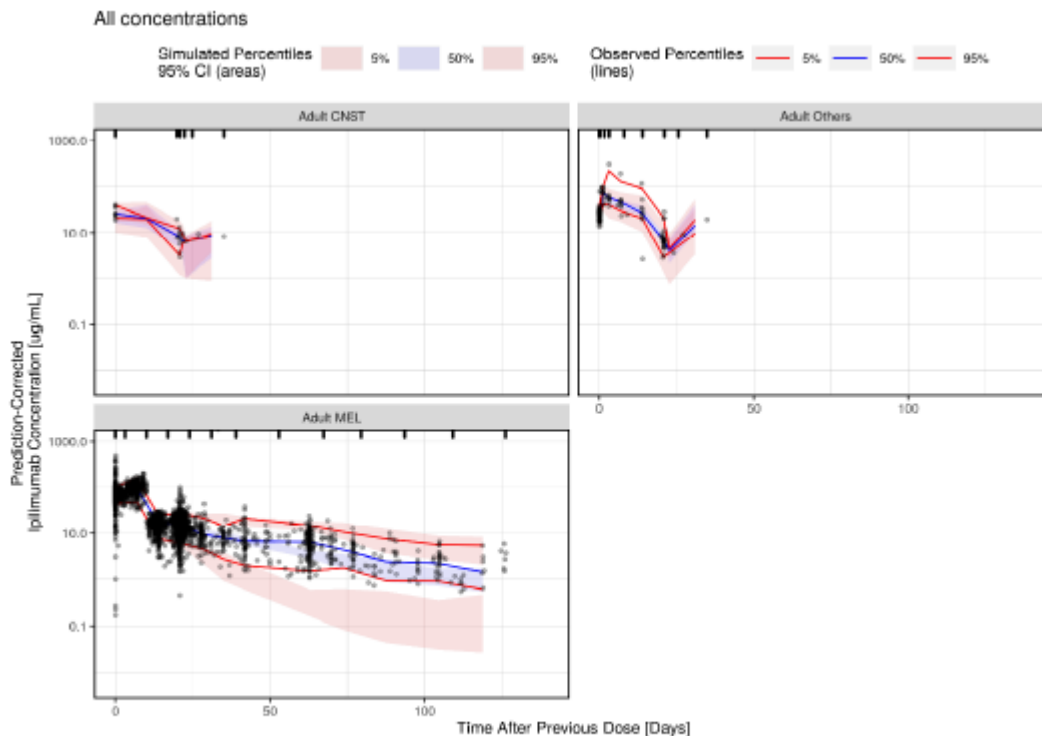 All concentrations
Simulated Percentiles
95% CI (areas)
5%
50%
95%
Observed Percentiles
(lines)
5%
50%
95%
Adult CNST
Adult Others
1000.0
10.0
0.1
0
50
100
Adult MEL
1000.0
10.0
0.1
0
50
100
Prediction-Corrected
Ipilimumab Concentration [ug/mL]
Time After Previous Dose [Days]